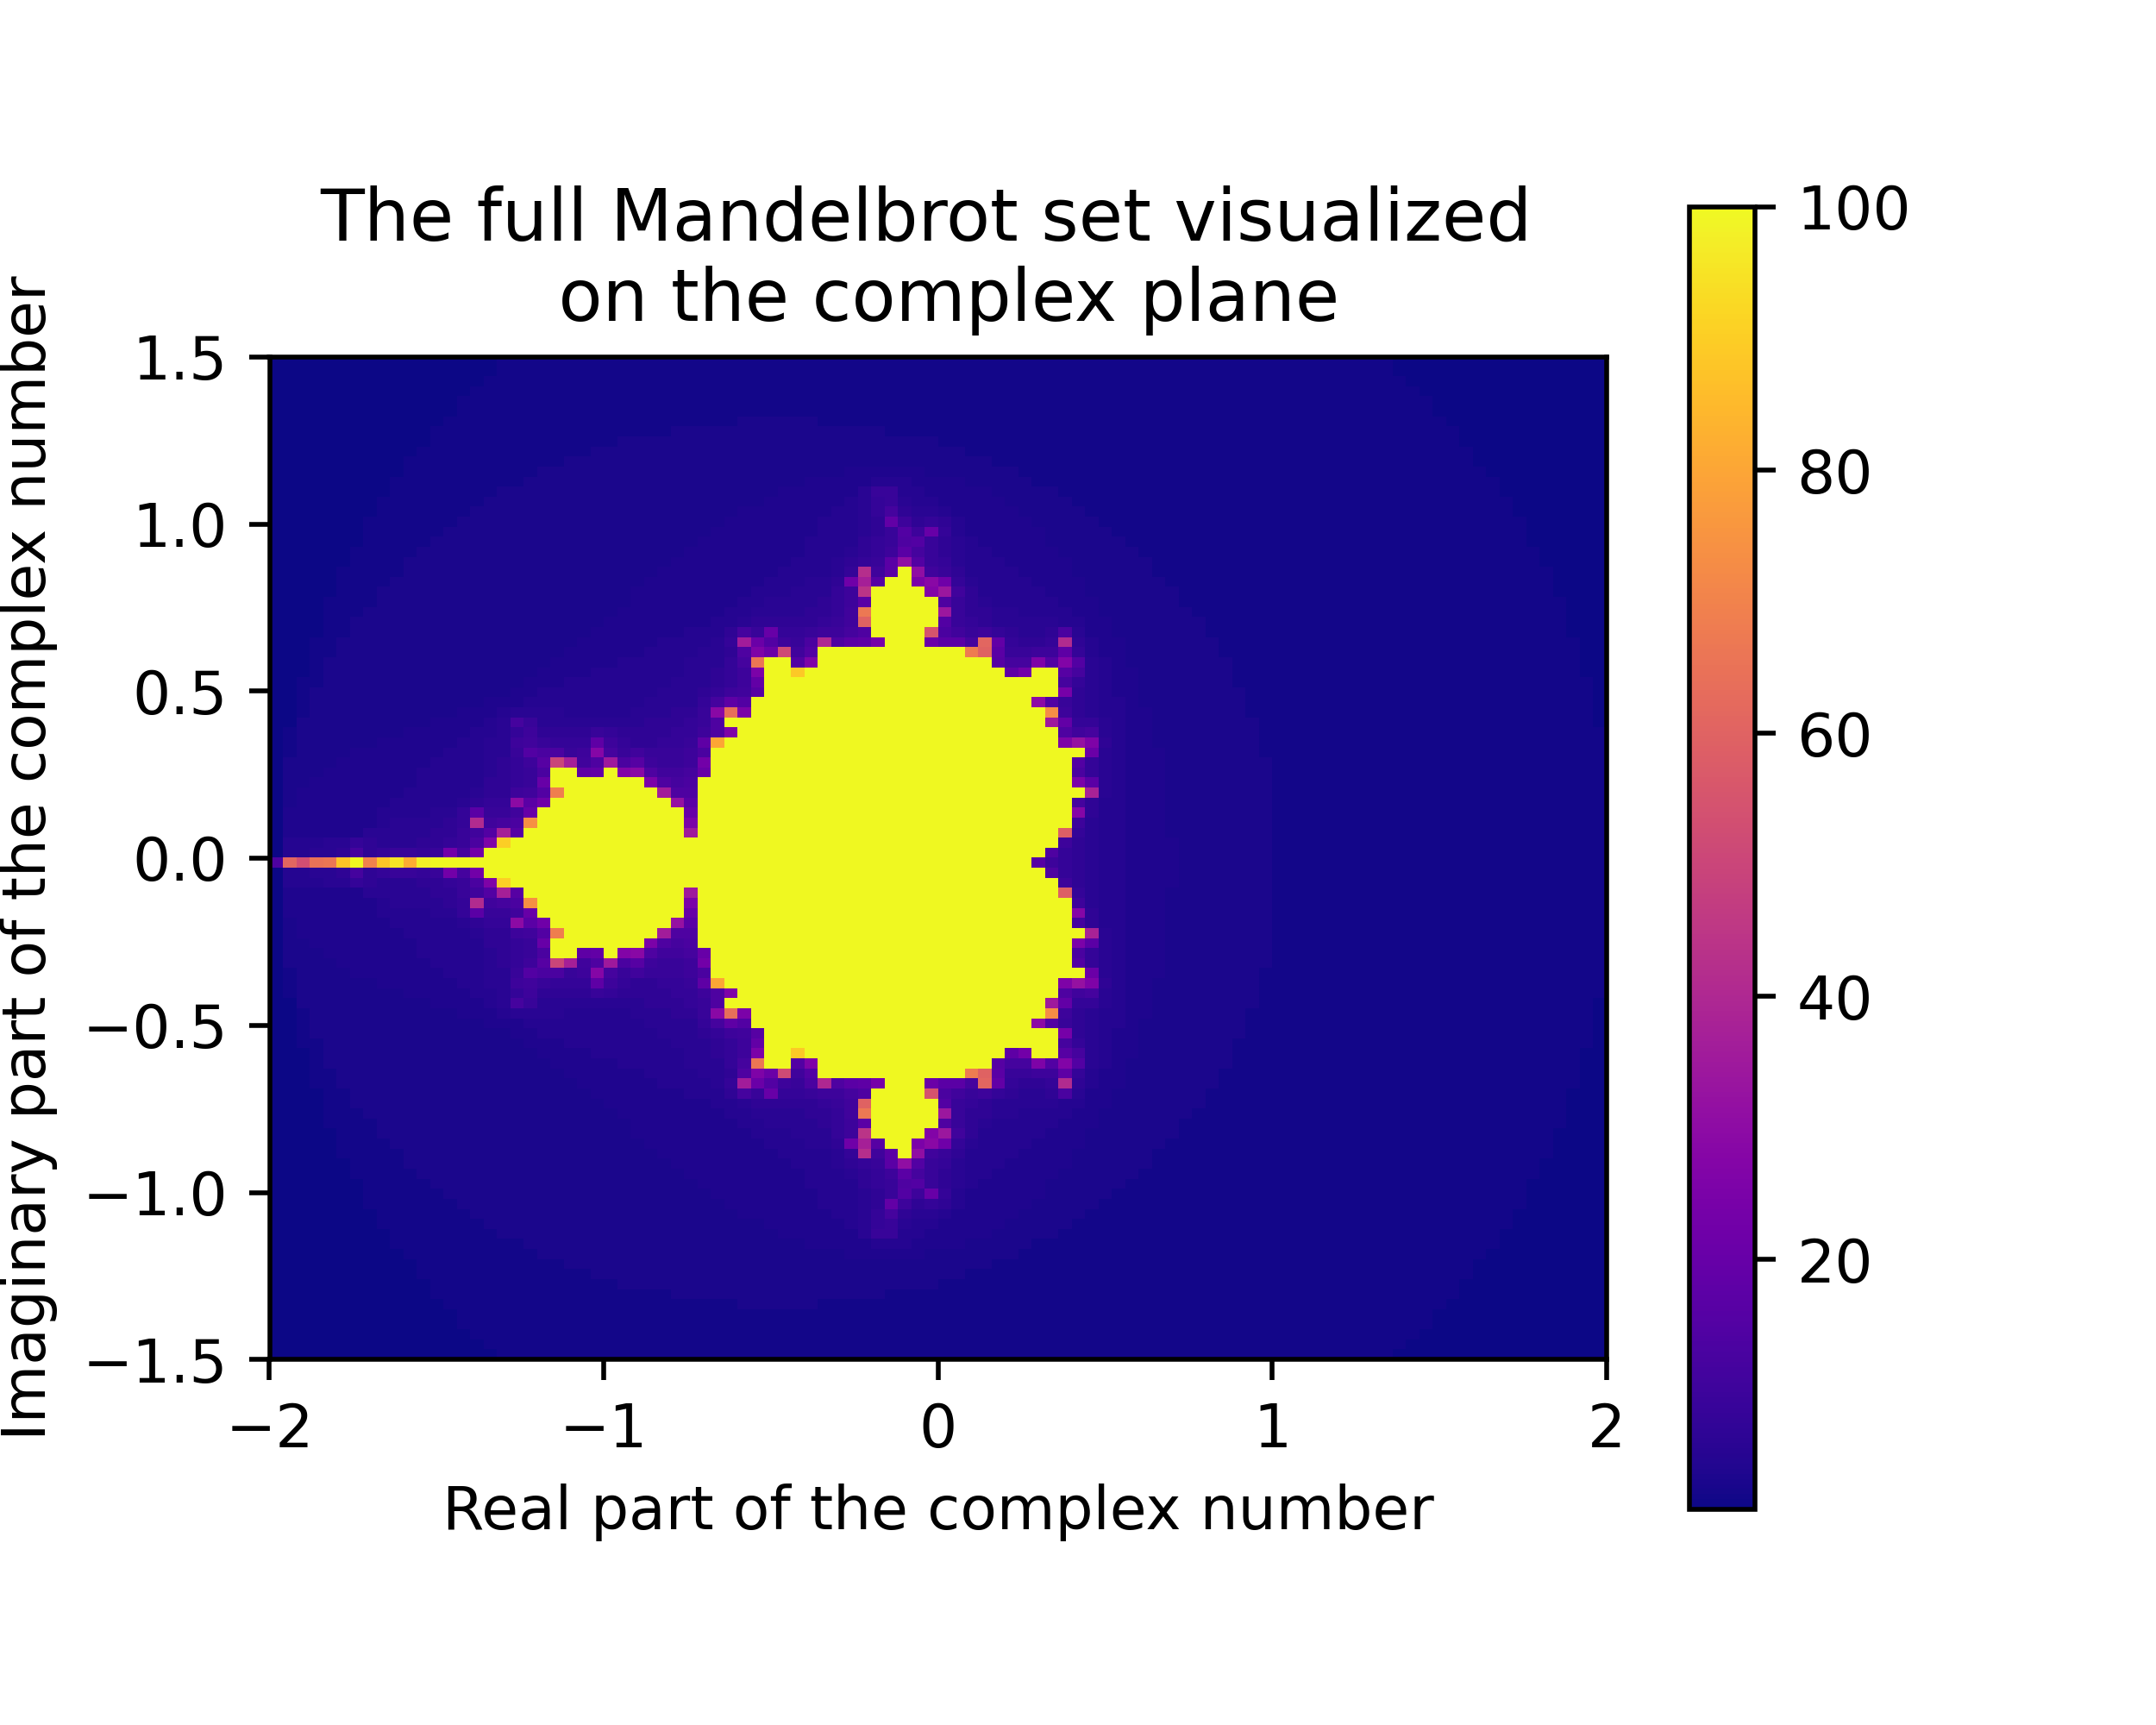 The full Mandelbrot set visualized
on the complex plane
Imaginary part of the complex number
1.5
1.0
0.5
0.0
−0.5
−1.0
−1.5
−2 −1 0 1 2
Real part of the complex number
100
80
60
40
20